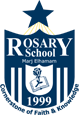 ROSARY
School
Marj Elhamam
1999
Cornerstone of Faith & Knowledge